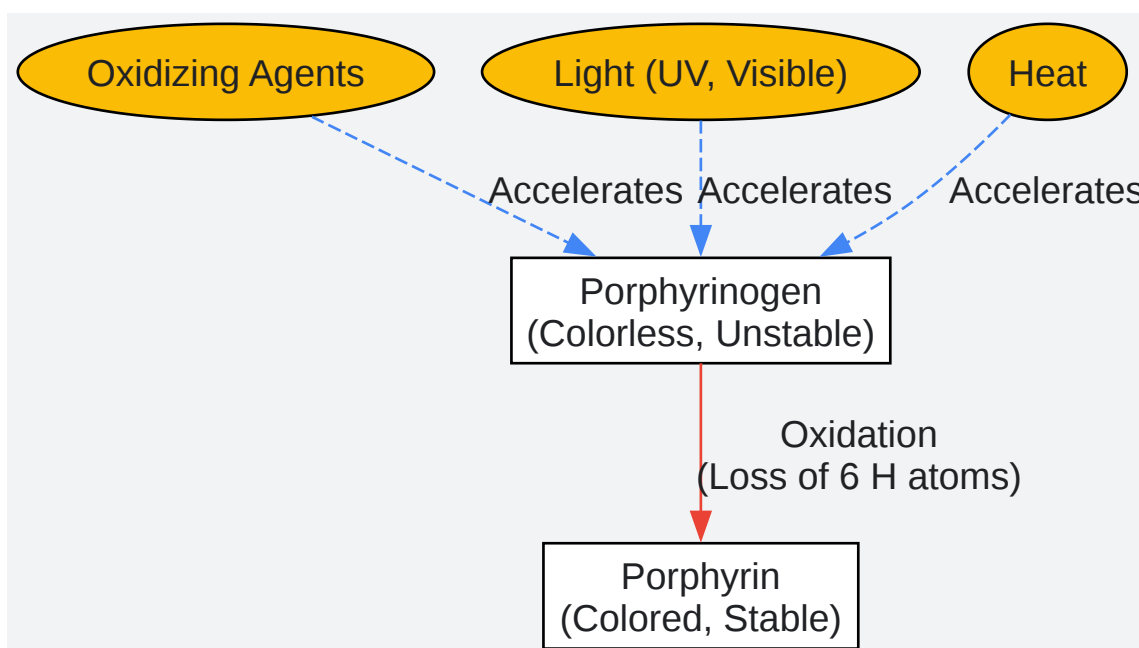 Oxidizing Agents
Light (UV, Visible)
Heat
Accelerates
Accelerates
Accelerates
Porphyrinogen
(Colorless, Unstable)
Oxidation
(Loss of 6 H atoms)
Porphyrin
(Colored, Stable)